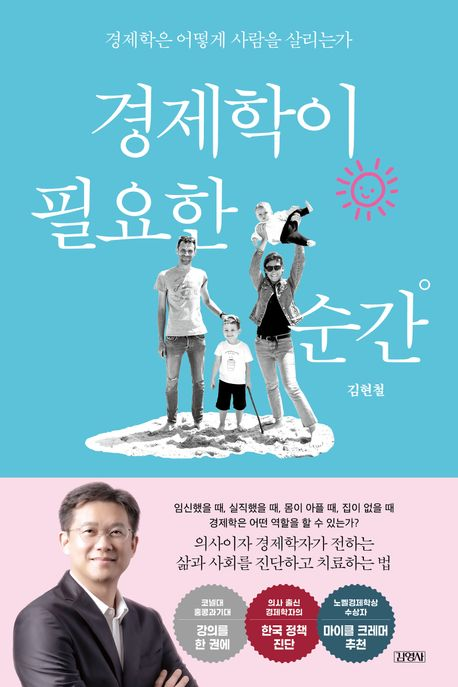 경제학은 어떻게 사람을 살리는가
경제학이
필요한
순간
김현철
임신했을 때, 실직했을 때, 몸이 아플 때, 집이 없을 때
경제학은 어떤 역할을 할 수 있는가?
의사이자 경제학자가 전하는
삶과 사회를 진단하고 치료하는 법
코넬대
홍콩과기대
강의를
한 권에
의사 출신
경제학자의
한국 정책
진단
노벨경제학상
수상자
마이클 크레머
추천
김영사